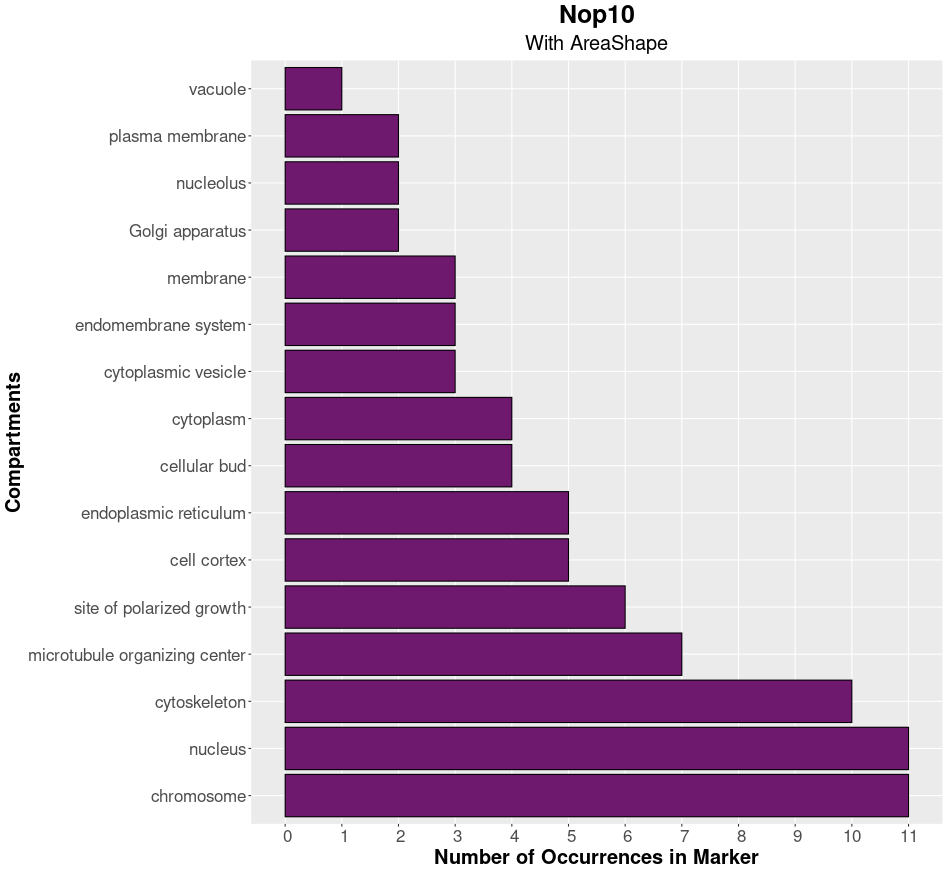 Nop10
With AreaShape
Compartments
vacuole
plasma membrane
nucleolus
Golgi apparatus
membrane
endomembrane system
cytoplasmic vesicle
cytoplasm
cellular bud
endoplasmic reticulum
cell cortex
site of polarized growth
microtubule organizing center
cytoskeleton
nucleus
chromosome
0 1 2 3 4 5 6 7 8 9 10 11
Number of Occurrences in Marker